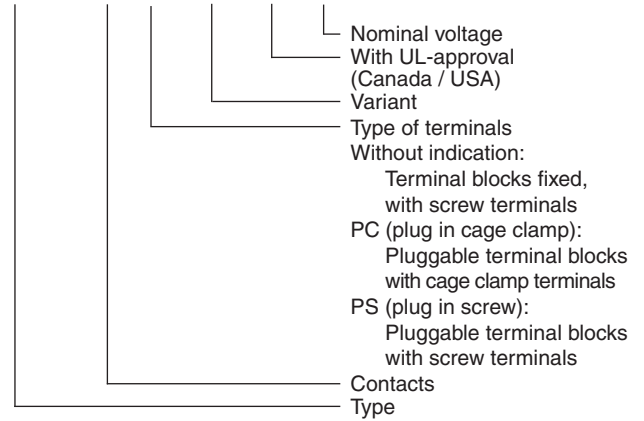 Nominal voltage
With UL-approval
(Canada / USA)
Variant
Type of terminals
Without indication:
Terminal blocks fixed,
with screw terminals
PC (plug in cage clamp):
Pluggable terminal blocks
with cage clamp terminals
PS (plug in screw):
Pluggable terminal blocks
with screw terminals
Contacts
Type